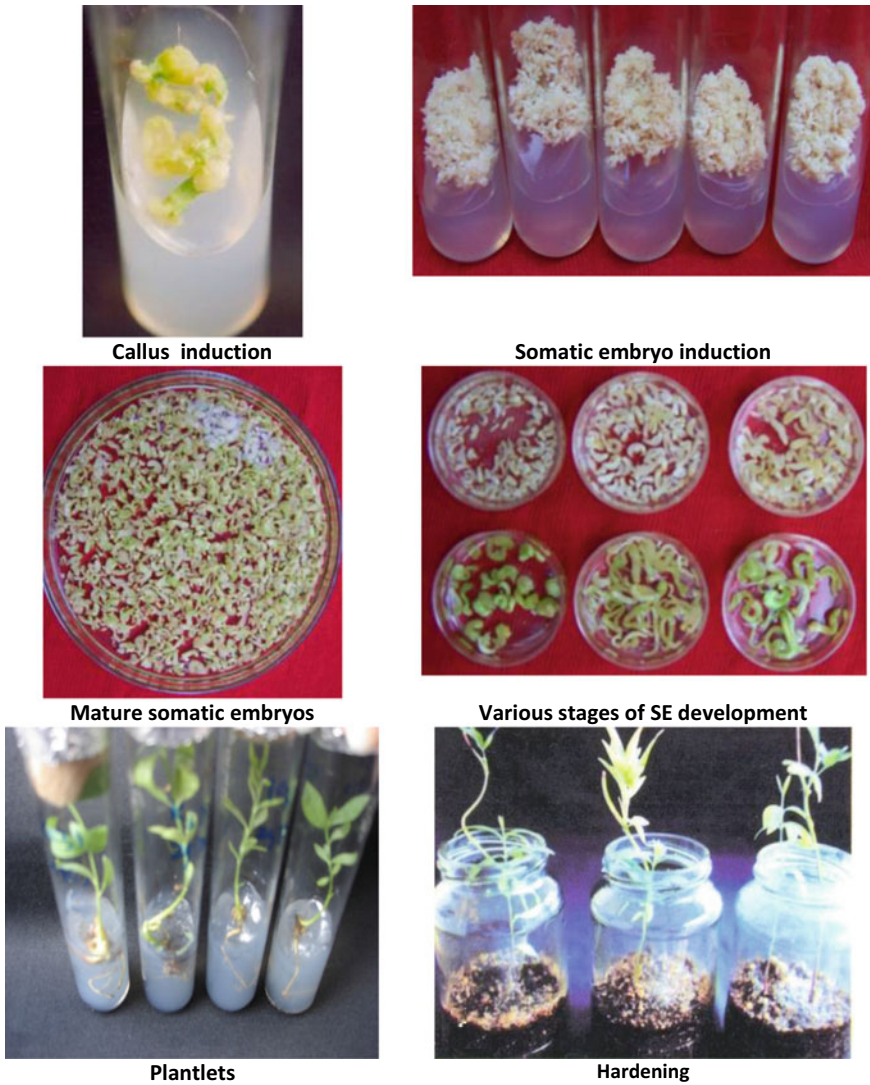 Callus induction
Somatic embryo induction
Mature somatic embryos
Various stages of SE development
Plantlets
Hardening